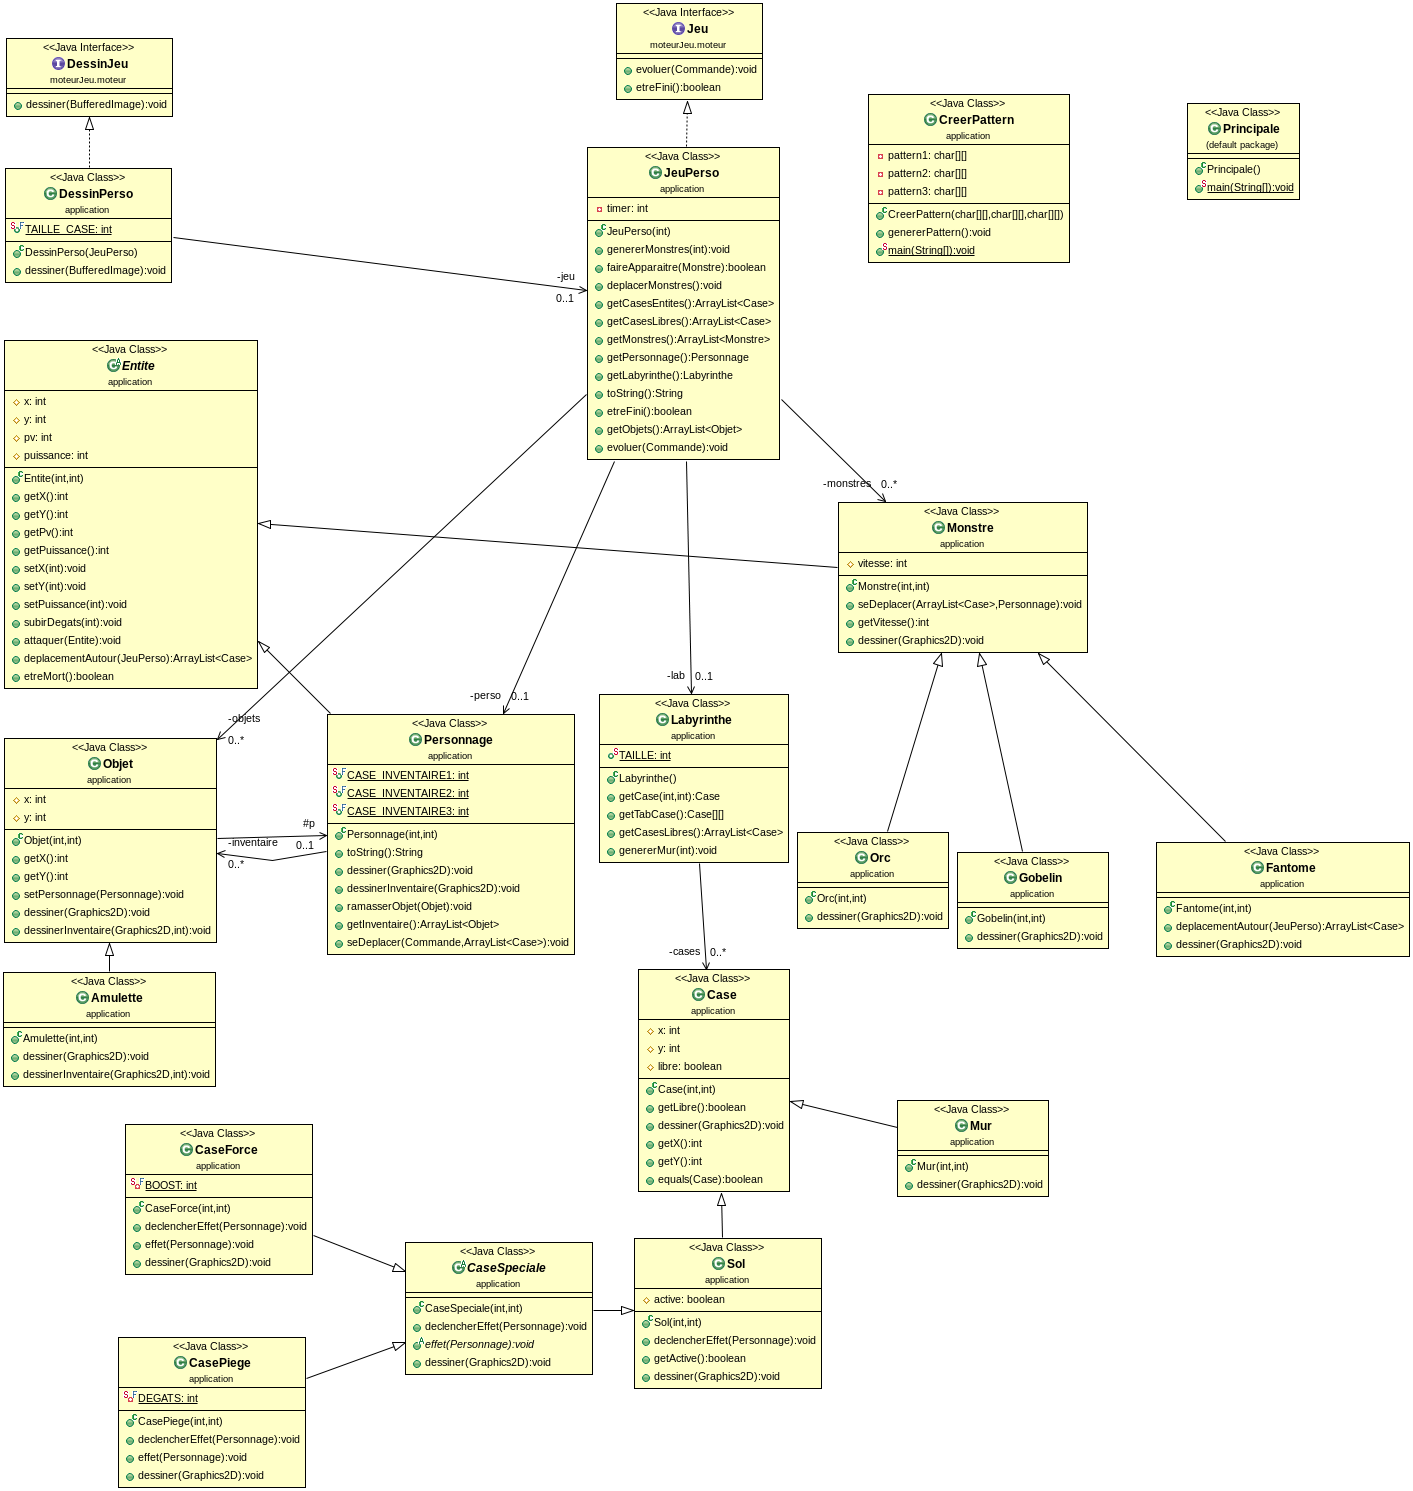 <<Java Interface>>
Jeu
moteurJeu.moteur
evoluer(Commande):void
etreFini():boolean
<<Java Interface>>
DessinJeu
moteurJeu.moteur
dessiner(BufferedImage):void
<<Java Class>>
CreerPattern
application
pattern1: char[][]
pattern2: char[][]
pattern3: char[][]
CreerPattern(char[][],char[][],char[][])
genererPattern():void
main(String[]):void
<<Java Class>>
Principale
(default package)
Principale()
main(String[]):void
<<Java Class>>
DessinPerso
application
TAILLE_CASE: int
DessinPerso(JeuPerso)
dessiner(BufferedImage):void
-jeu
0..1
<<Java Class>>
JeuPerso
application
timer: int
JeuPerso(int)
genererMonstres(int):void
faireApparaitre(Monstre):boolean
deplacerMonstres():void
getCasesEntites():ArrayList<Case>
getCasesLibres():ArrayList<Case>
getMonstres():ArrayList<Monstre>
getPersonnage():Personnage
getLabyrinthe():Labyrinthe
toString():String
etreFini():boolean
getObjets():ArrayList<Objet>
evoluer(Commande):void
<<Java Class>>
Entite
application
x: int
y: int
pv: int
puissance: int
Entite(int,int)
getX():int
getY():int
getPv():int
getPuissance():int
setX(int):void
setY(int):void
setPuissance(int):void
subirDegats(int):void
attaquer(Entite):void
deplacementAutour(JeuPerso):ArrayList<Case>
etreMort():boolean
-monstres
0..*
<<Java Class>>
Monstre
application
vitesse: int
Monstre(int,int)
seDeplacer(ArrayList<Case>,Personnage):void
getVitesse():int
dessiner(Graphics2D):void
-objets
0..*
-perso
0..1
-lab
0..1
<<Java Class>>
Objet
application
x: int
y: int
Objet(int,int)
getX():int
getY():int
setPersonnage(Personnage):void
dessiner(Graphics2D):void
dessinerInventaire(Graphics2D,int):void
#p
0..1
-inventaire
0..*
<<Java Class>>
Personnage
application
CASE_INVENTAIRE1: int
CASE_INVENTAIRE2: int
CASE_INVENTAIRE3: int
Personnage(int,int)
toString():String
dessiner(Graphics2D):void
dessinerInventaire(Graphics2D):void
ramasserObjet(Objet):void
getInventaire():ArrayList<Objet>
seDeplacer(Commande,ArrayList<Case>):void
<<Java Class>>
Labyrinthe
application
TAILLE: int
Labyrinthe()
getCase(int,int):Case
getTabCase():Case[][]
getCasesLibres():ArrayList<Case>
genererMur(int):void
<<Java Class>>
Orc
application
Orc(int,int)
dessiner(Graphics2D):void
<<Java Class>>
Gobelin
application
Gobelin(int,int)
dessiner(Graphics2D):void
<<Java Class>>
Fantome
application
Fantome(int,int)
deplacementAutour(JeuPerso):ArrayList<Case>
dessiner(Graphics2D):void
<<Java Class>>
Amulette
application
Amulette(int,int)
dessiner(Graphics2D):void
dessinerInventaire(Graphics2D,int):void
-cases
0..*
<<Java Class>>
Case
application
x: int
y: int
libre: boolean
Case(int,int)
getLibre():boolean
dessiner(Graphics2D):void
getX():int
getY():int
equals(Case):boolean
<<Java Class>>
Mur
application
Mur(int,int)
dessiner(Graphics2D):void
<<Java Class>>
CaseForce
application
BOOST: int
CaseForce(int,int)
declencherEffet(Personnage):void
effet(Personnage):void
dessiner(Graphics2D):void
<<Java Class>>
CaseSpeciale
application
CaseSpeciale(int,int)
declencherEffet(Personnage):void
effet(Personnage):void
dessiner(Graphics2D):void
<<Java Class>>
Sol
application
active: boolean
Sol(int,int)
declencherEffet(Personnage):void
getActive():boolean
dessiner(Graphics2D):void
<<Java Class>>
CasePiege
application
DEGATS: int
CasePiege(int,int)
declencherEffet(Personnage):void
effet(Personnage):void
dessiner(Graphics2D):void